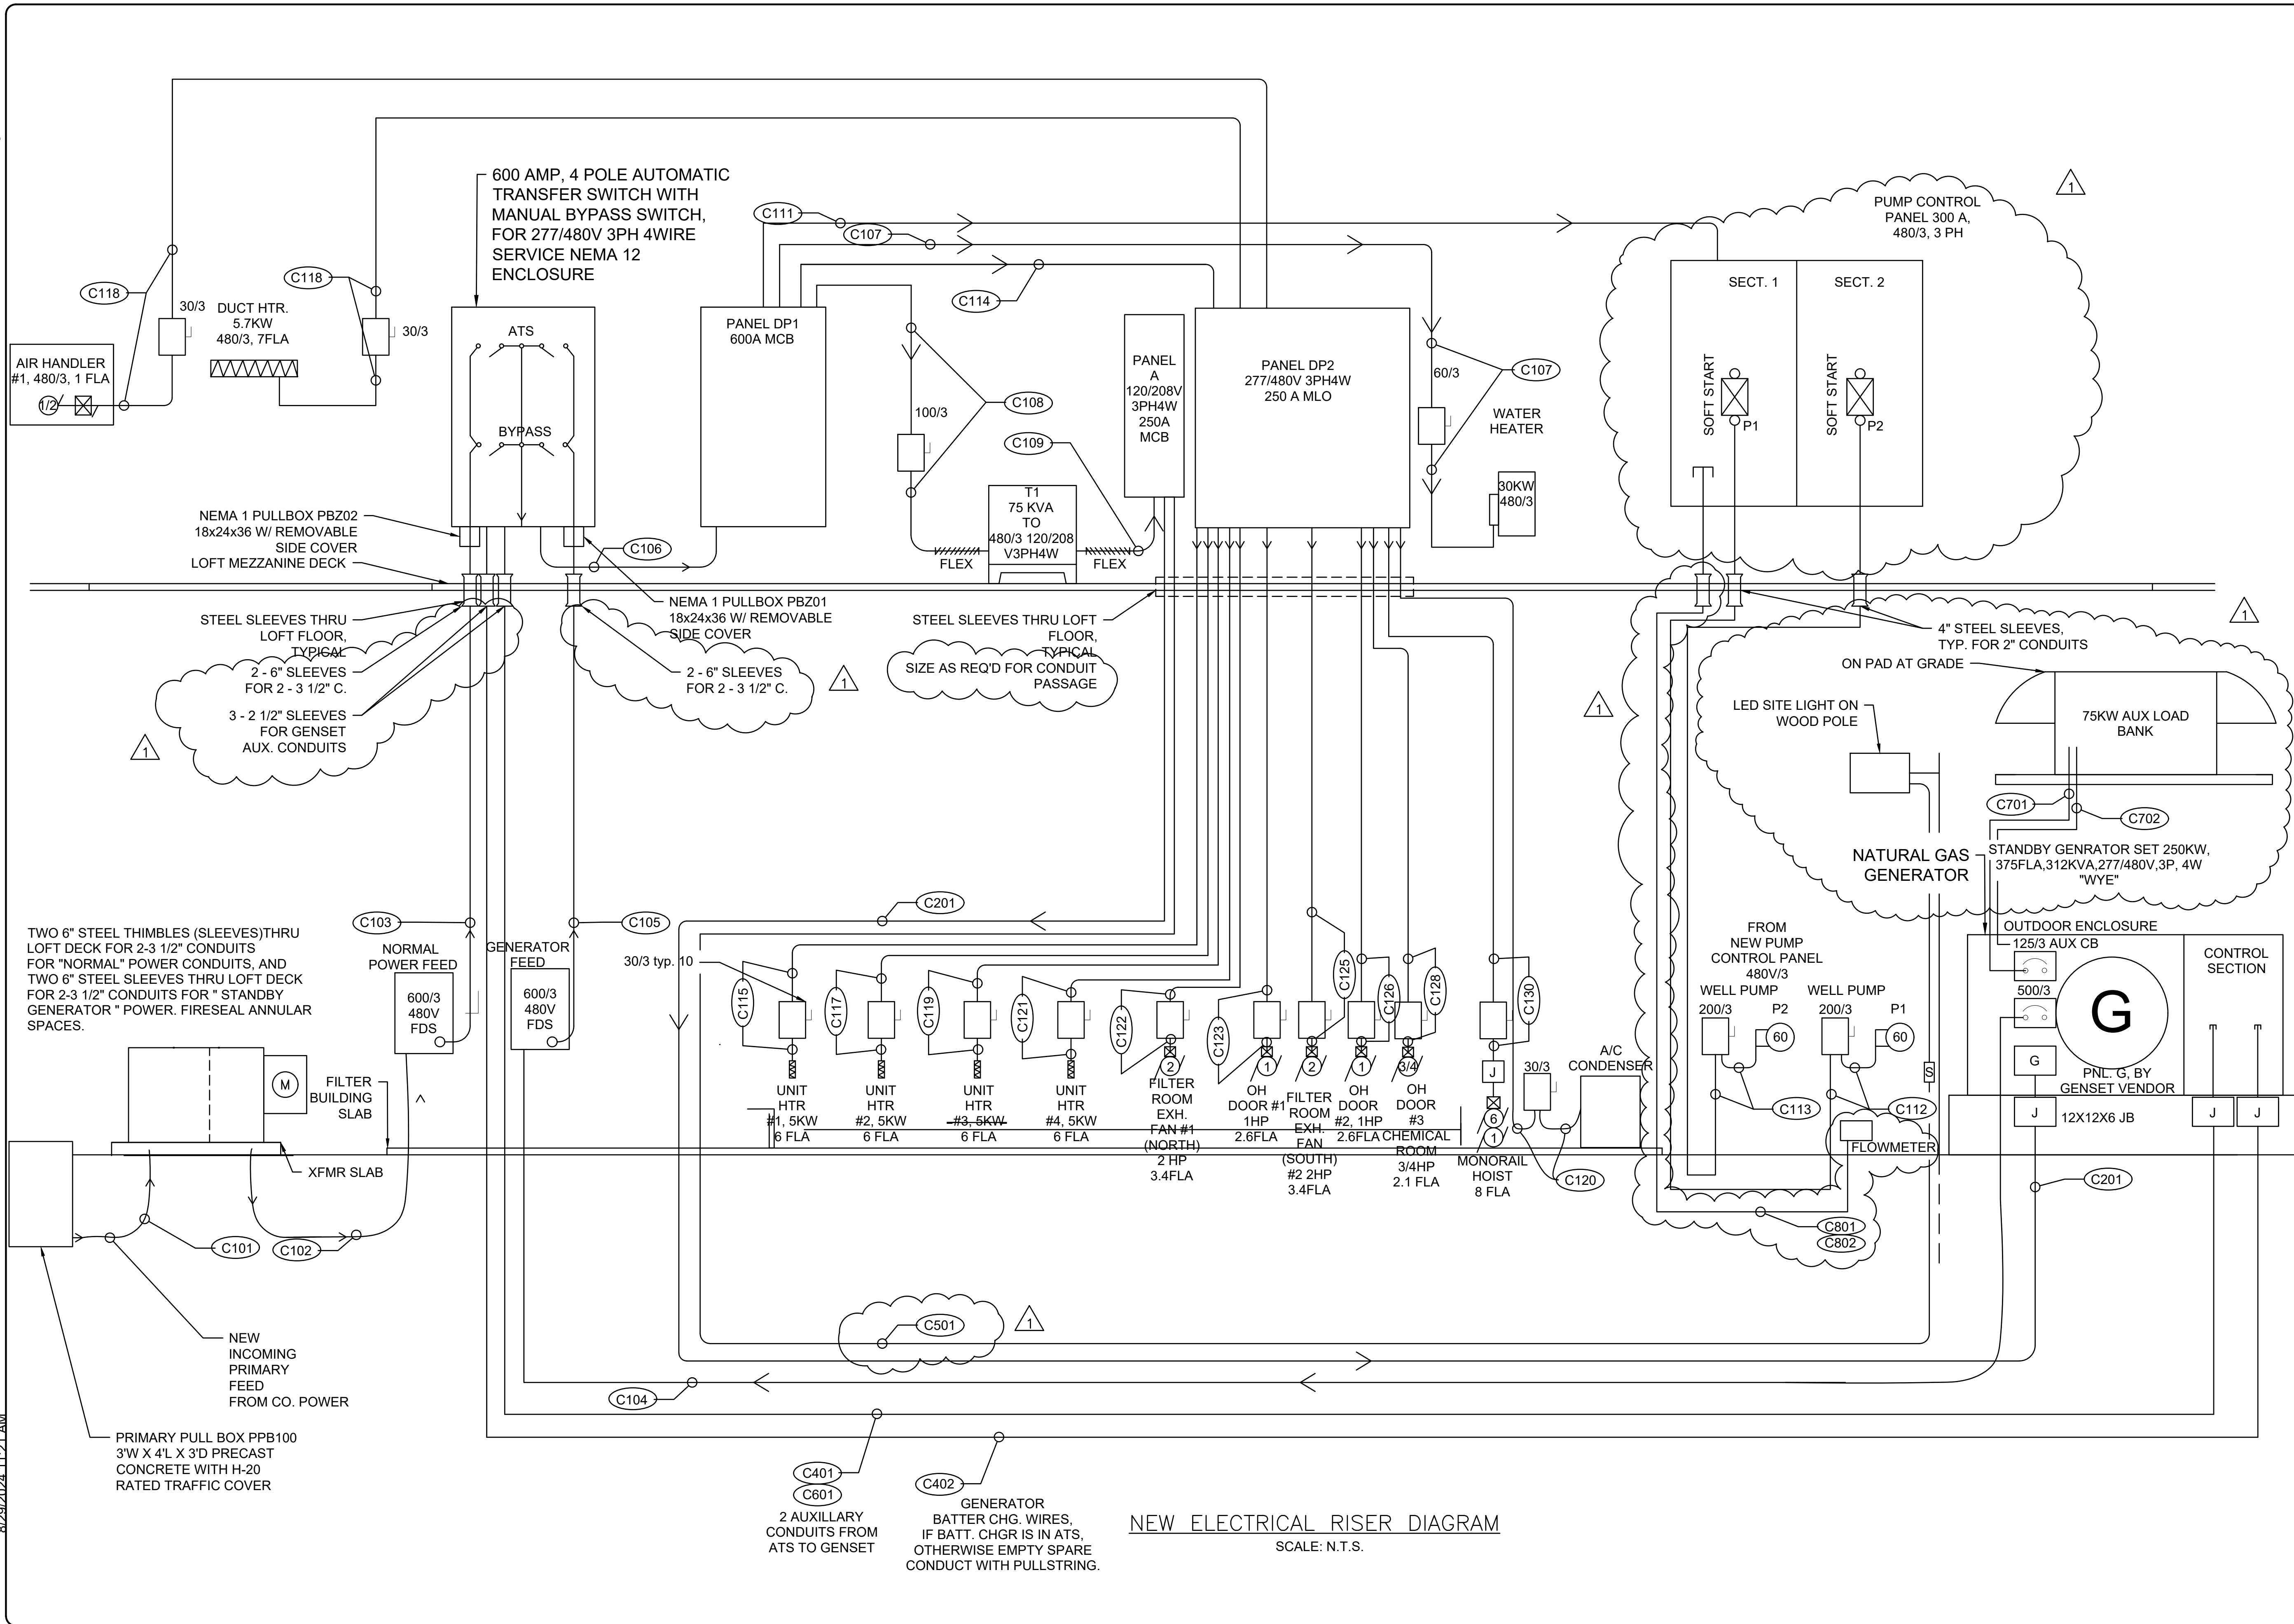 600 AMP, 4 POLE AUTOMATIC
TRANSFER SWITCH WITH
MANUAL BYPASS SWITCH,
FOR 277/480V 3PH 4WIRE
SERVICE NEMA 12
ENCLOSURE
C111
C107
C114
1
PUMP CONTROL
PANEL 300 A,
480/3, 3 PH
SECT. 1
SECT. 2
SOFT START
P1
SOFT START
P2
C118
30/3
DUCT HTR.
5.7KW
480/3, 7FLA
C118
30/3
AIR HANDLER
#1, 480/3, 1 FLA
1/2
ATS
BYPASS
PANEL DP1
600A MCB
100/3
C108
C109
PANEL
A
120/208V
3PH4W
250A
MCB
PANEL DP2
277/480V 3PH4W
250 A MLO
60/3
C107
WATER
HEATER
30KW
480/3
T1
75 KVA
TO
480/3 120/208
V3PH4W
FLEX
FLEX
NEMA 1 PULLBOX PBZ02
18x24x36 W/ REMOVABLE
SIDE COVER
LOFT MEZZANINE DECK
C106
NEMA 1 PULLBOX PBZ01
18x24x36 W/ REMOVABLE
SIDE COVER
STEEL SLEEVES THRU
LOFT FLOOR,
TYPICAL
2 - 6" SLEEVES
FOR 2 - 3 1/2" C.
3 - 2 1/2" SLEEVES
FOR GENSET
AUX. CONDUITS
1
2 - 6" SLEEVES
FOR 2 - 3 1/2" C.
1
STEEL SLEEVES THRU LOFT
FLOOR,
TYPICAL
SIZE AS REQ'D FOR CONDUIT
PASSAGE
1
1
4" STEEL SLEEVES,
TYP. FOR 2" CONDUITS
ON PAD AT GRADE
LED SITE LIGHT ON
WOOD POLE
75KW AUX LOAD
BANK
C701
C702
NATURAL GAS
GENERATOR
STANDBY GENRATOR SET 250KW,
375FLA,312KVA,277/480V,3P, 4W
"WYE"
TWO 6" STEEL THIMBLES (SLEEVES)THRU
LOFT DECK FOR 2-3 1/2" CONDUITS
FOR "NORMAL" POWER CONDUITS, AND
TWO 6" STEEL SLEEVES THRU LOFT DECK
FOR 2-3 1/2" CONDUITS FOR " STANDBY
GENERATOR " POWER. FIRESEAL ANNULAR
SPACES.
C103
NORMAL
POWER FEED
600/3
480V
FDS
C105
GENERATOR
FEED
600/3
480V
FDS
C201
30/3 typ. 10
C115
C117
C119
C121
C122
C123
C125
C126
C128
C130
UNIT
HTR
#1, 5KW
6 FLA
UNIT
HTR
#2, 5KW
6 FLA
UNIT
HTR
#3, 5KW
6 FLA
UNIT
HTR
#4, 5KW
6 FLA
2
FILTER
ROOM
EXH.
FAN #1
(NORTH)
2 HP
3.4FLA
1
OH
DOOR #1
1HP
2.6FLA
2
FILTER
ROOM
EXH.
FAN
(SOUTH)
#2 2HP
3.4FLA
1
OH
DOOR
#2, 1HP
2.6FLA
3/4
OH
DOOR
#3
CHEMICAL
ROOM
3/4HP
2.1 FLA
J
6
1
MONORAIL
HOIST
8 FLA
30/3
A/C
CONDENSER
C120
FROM
NEW PUMP
CONTROL PANEL
480V/3
WELL PUMP
200/3
P2
60
WELL PUMP
200/3
P1
60
C113
C112
FLOWMETER
S
C801
C802
OUTDOOR ENCLOSURE
125/3 AUX CB
500/3
G
G
PNL. G, BY
GENSET VENDOR
CONTROL
SECTION
J
12X12X6 JB
J
J
C201
M
FILTER
BUILDING
SLAB
XFMR SLAB
C101
C102
NEW
INCOMING
PRIMARY
FEED
FROM CO. POWER
PRIMARY PULL BOX PPB100
3'W X 4'L X 3'D PRECAST
CONCRETE WITH H-20
RATED TRAFFIC COVER
C501
1
C104
C401
C601
2 AUXILLARY
CONDUITS FROM
ATS TO GENSET
C402
GENERATOR
BATTER CHG. WIRES,
IF BATT. CHGR IS IN ATS,
OTHERWISE EMPTY SPARE
CONDUCT WITH PULLSTRING.
NEW ELECTRICAL RISER DIAGRAM
SCALE: N.T.S.
8/29/2024 11:21 AM